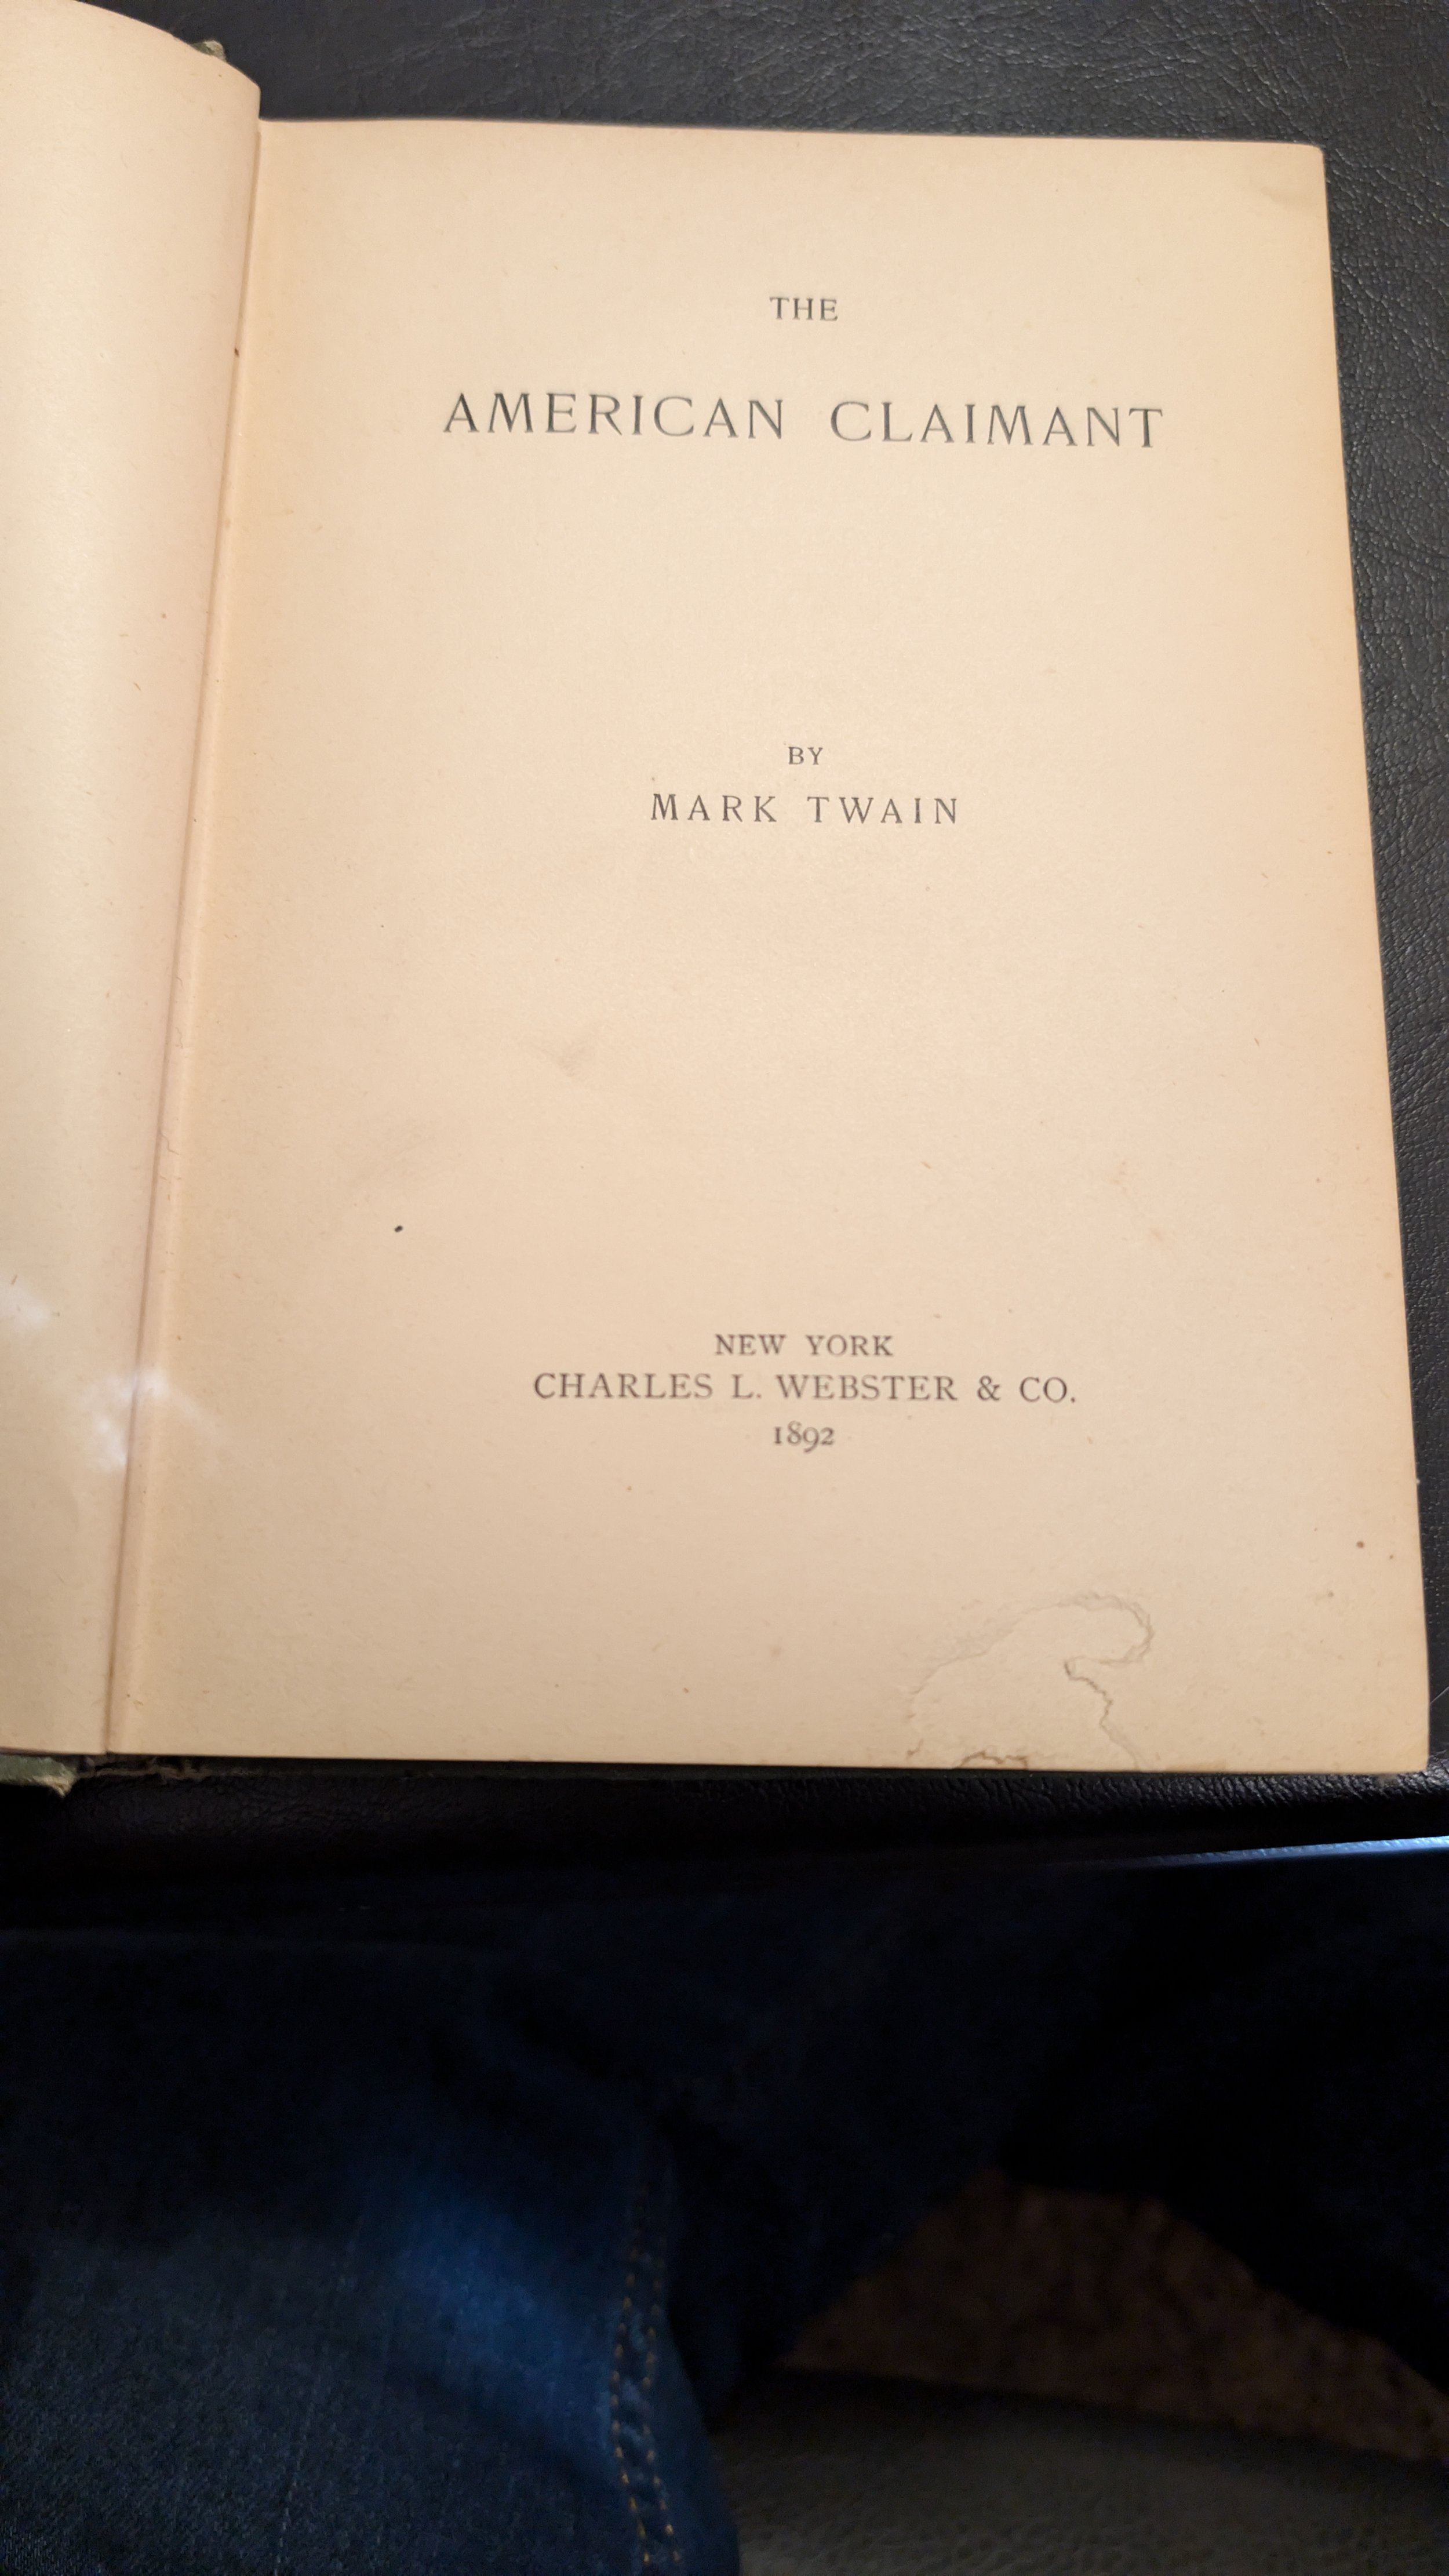 THE
AMERICAN CLAIMANT
BY
MARK TWAIN
NEW YORK
CHARLES L. WEBSTER & CO.
1892